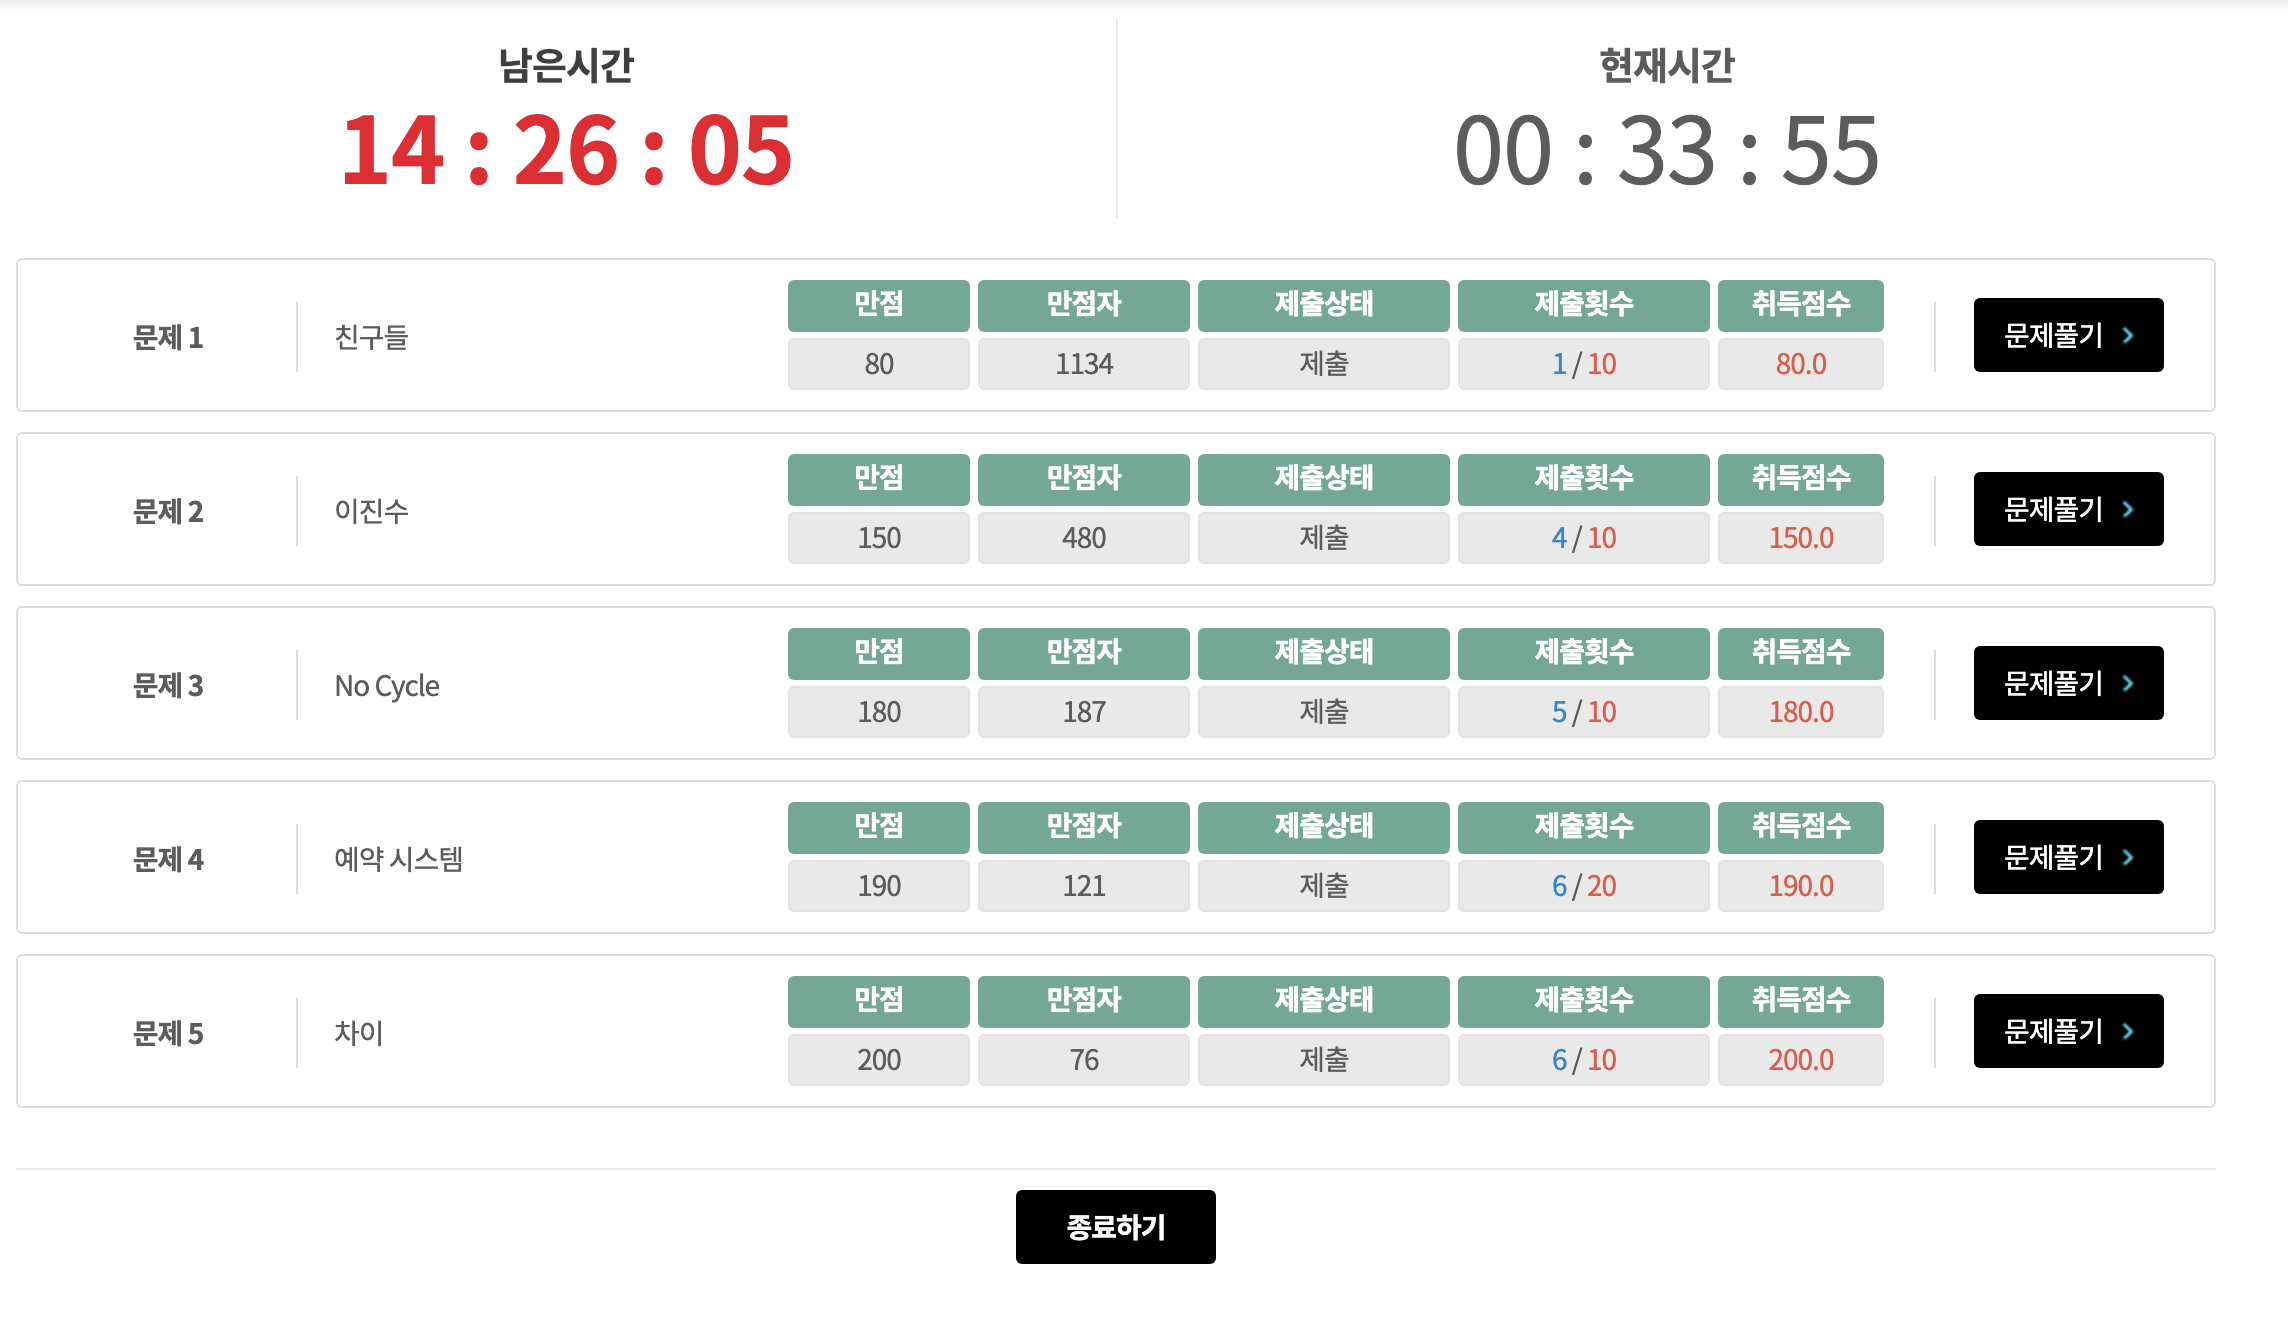 남은시간
14 : 26 : 05
현재시간
00 : 33 : 55
문제 1
친구들
만점 만점자 제출상태 제출횟수 취득점수
80 1134 제출 1 / 10 80.0
문제풀기
문제 2
이진수
만점 만점자 제출상태 제출횟수 취득점수
150 480 제출 4 / 10 150.0
문제풀기
문제 3
No Cycle
만점 만점자 제출상태 제출횟수 취득점수
180 187 제출 5 / 10 180.0
문제풀기
문제 4
예약 시스템
만점 만점자 제출상태 제출횟수 취득점수
190 121 제출 6 / 20 190.0
문제풀기
문제 5
차이
만점 만점자 제출상태 제출횟수 취득점수
200 76 제출 6 / 10 200.0
문제풀기
종료하기